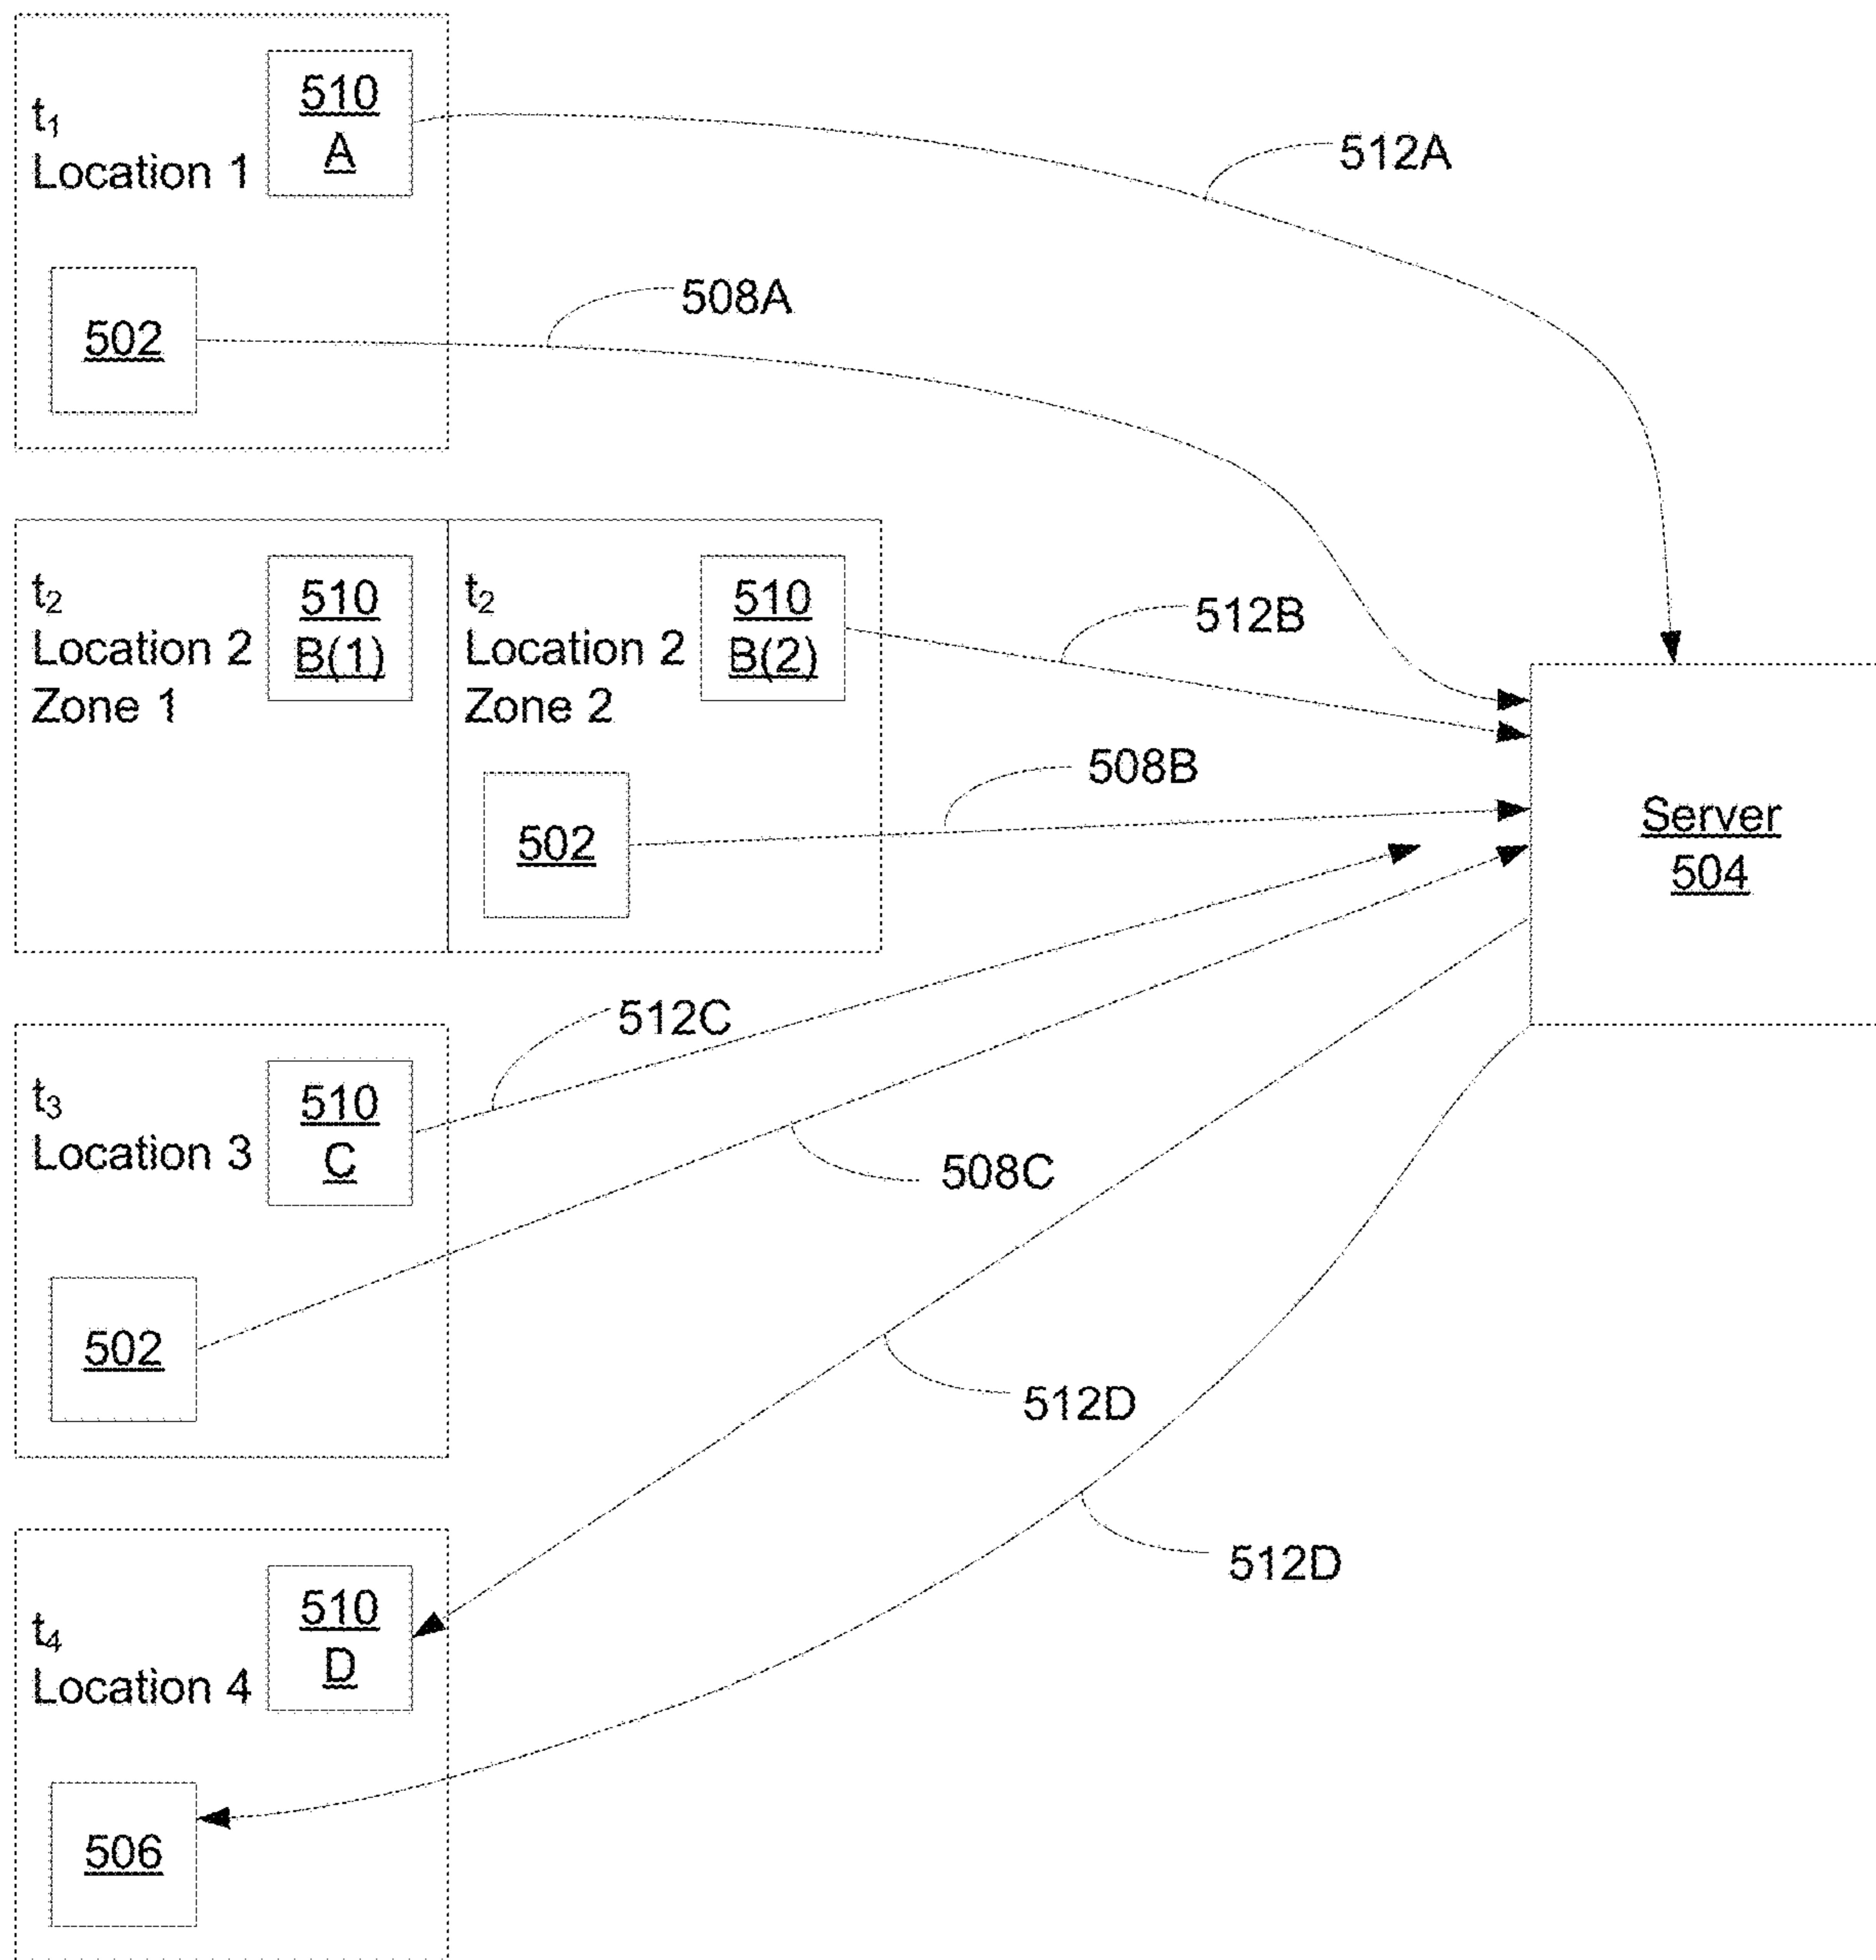 t1
Location 1
510
A
512A
502
508A
t2
Location 2
Zone 1
510
B(1)
t2
Location 2
Zone 2
510
B(2)
512B
508B
502
Server
504
512C
t3
Location 3
510
C
508C
502
512D
512D
t4
Location 4
510
D
506